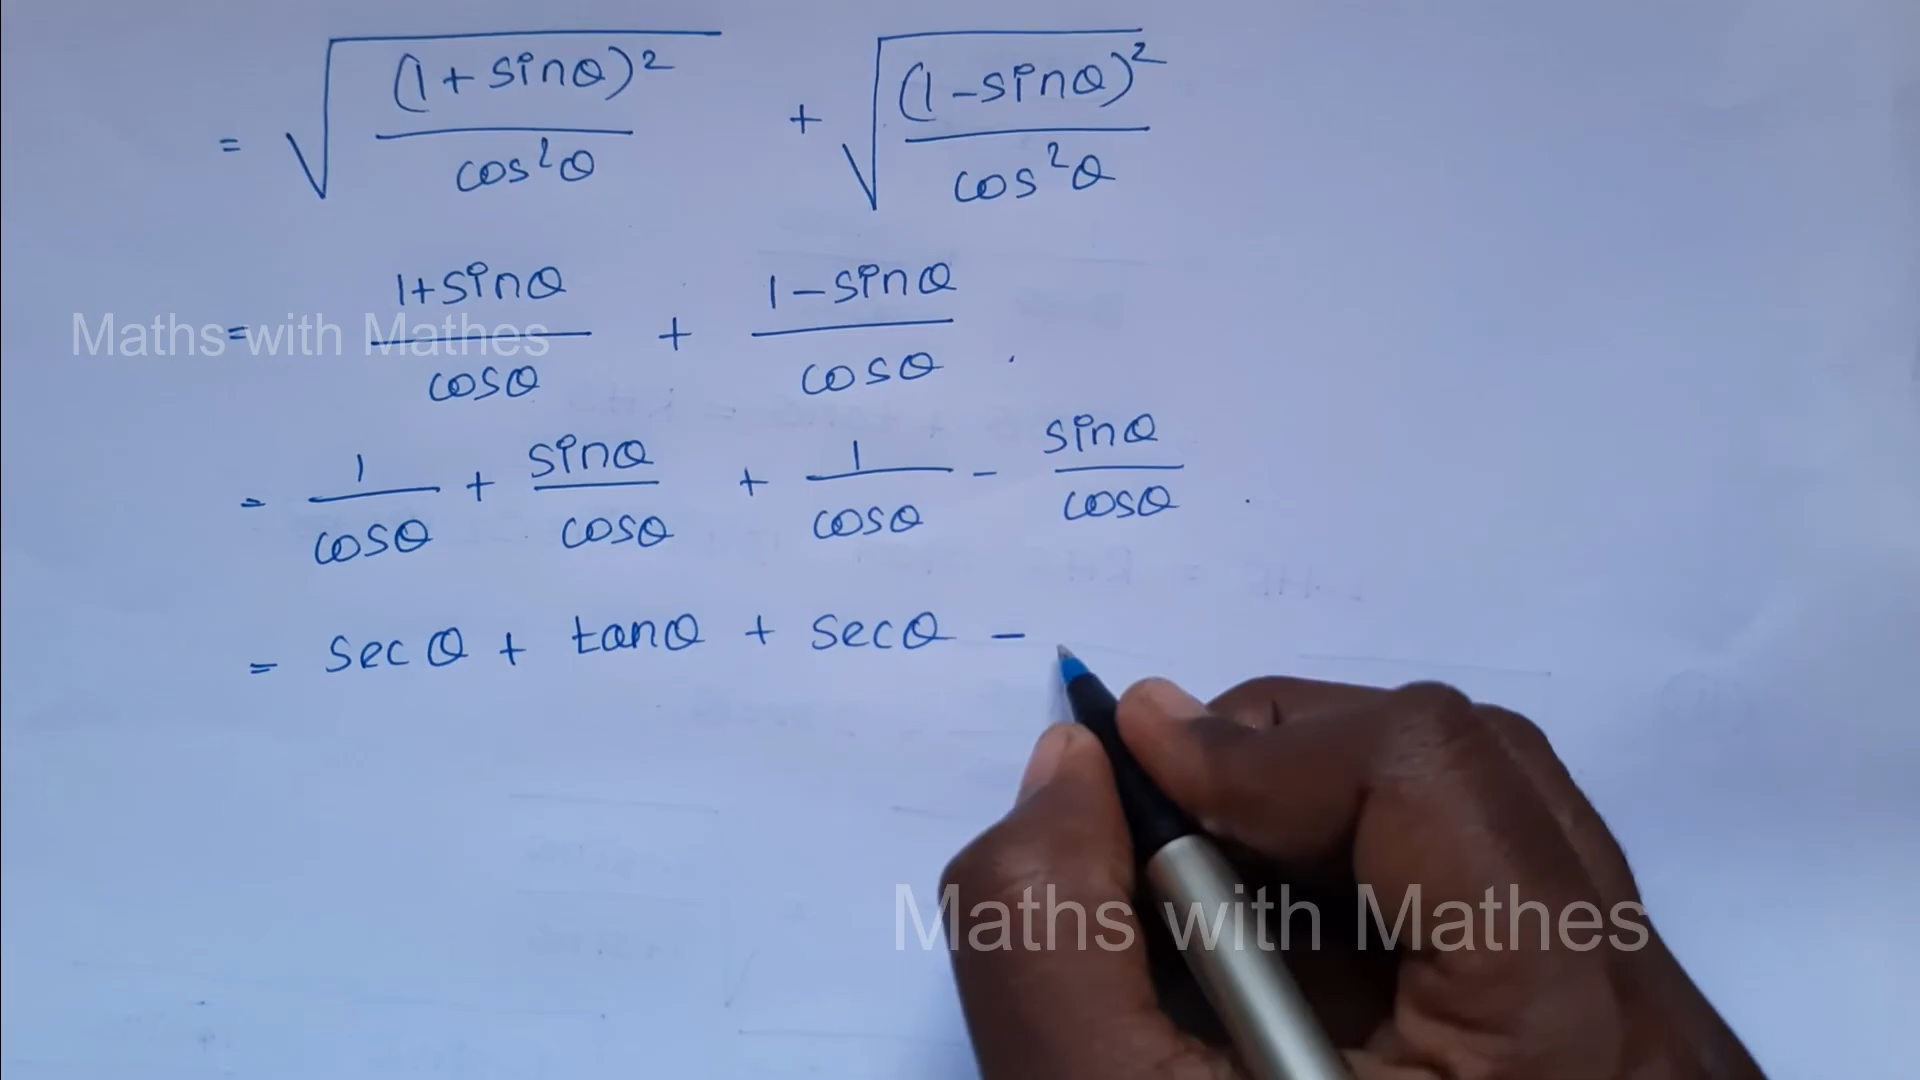 = √((1+sinθ)²/cos²θ) + √((1-sinθ)²/cos²θ)
= (1+sinθ)/cosθ + (1-sinθ)/cosθ .
Maths with Mathes
= 1/cosθ + sinθ/cosθ + 1/cosθ - sinθ/cosθ .
= secθ + tanθ + secθ -
Maths with Mathes